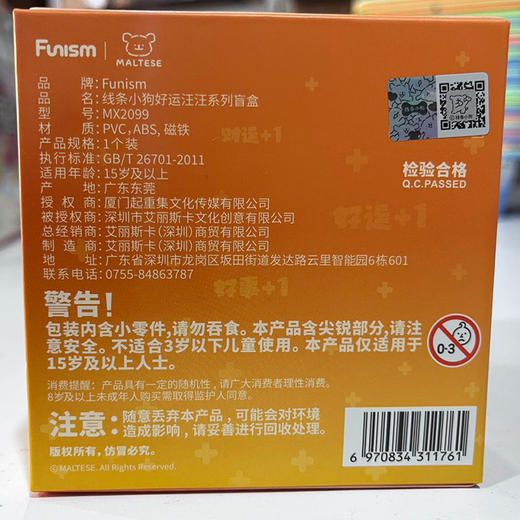 Funism MALTESE
品 牌: Funism
品 名: 线条小狗好运汪汪系列盲盒
型 号: MX2099
材 质: PVC, ABS, 磁铁
财运+1
产品规格: 1个装
执行标准: GB/T 26701-2011
适用年龄: 15岁及以上
产 地: 广东东莞
检验合格
Q.C.PASSED
授 权 商: 厦门起重集文化传媒有限公司
被授权商: 深圳市艾丽斯卡文化创意有限公司
好运+1
总经销商: 艾丽斯卡(深圳)商贸有限公司
制 造 商: 艾丽斯卡(深圳)商贸有限公司
地 址: 广东省深圳市龙岗区坂田街道发达路云里智能园6栋601
联系电话: 0755-84863787
好事+1
警告!
包装内含小零件,请勿吞食。本产品含尖锐部分,请注
意安全。不适合3岁以下儿童使用。本产品仅适用于
15岁及以上人士。
0-3
消费提醒: 产品具有一定的随机性, 请广大消费者理性消费。
8岁及以上未成年人购买需取得监护人同意。
注意: 随意丢弃本产品, 可能会对环境
造成影响, 请妥善进行回收处理。
版权所有, 仿冒必究。
©MALTESE. All Rights Reserved.
6 970834 311761